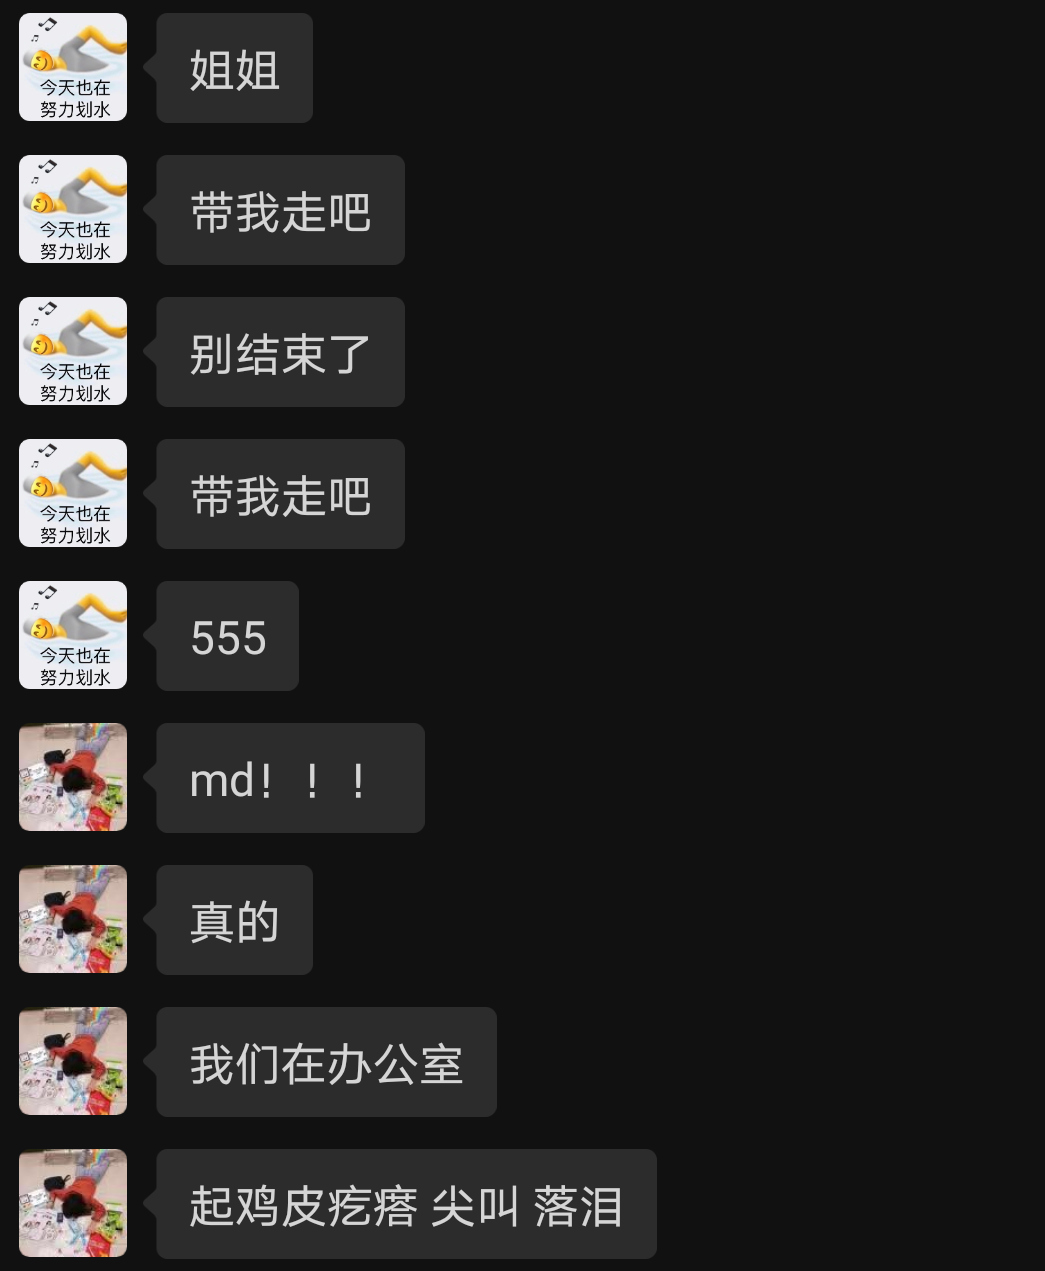 今天也在
努力划水
姐姐
今天也在
努力划水
带我走吧
今天也在
努力划水
别结束了
今天也在
努力划水
带我走吧
今天也在
努力划水
555
md！！！
真的
我们在办公室
起鸡皮疙瘩 尖叫 落泪